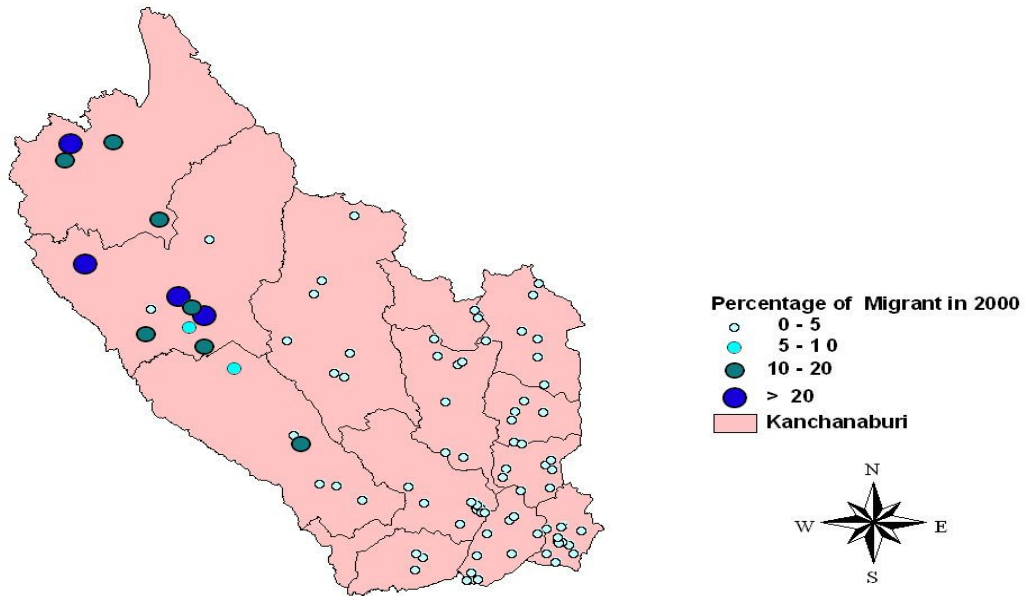 Percentage of Migrant in 2000
0 - 5
5 - 1 0
10 - 20
> 20
Kanchanaburi
N
W E
S